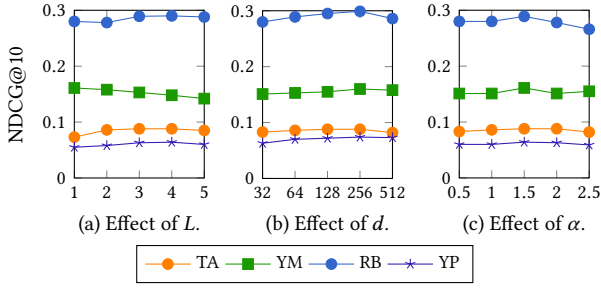 NDCG@10
0.3
0.2
0.1
0
1 2 3 4 5
(a) Effect of L.
0.3
0.2
0.1
0
32 64 128 256 512
(b) Effect of d.
0.3
0.2
0.1
0
0.5 1 1.5 2 2.5
(c) Effect of α.
TA YM RB YP